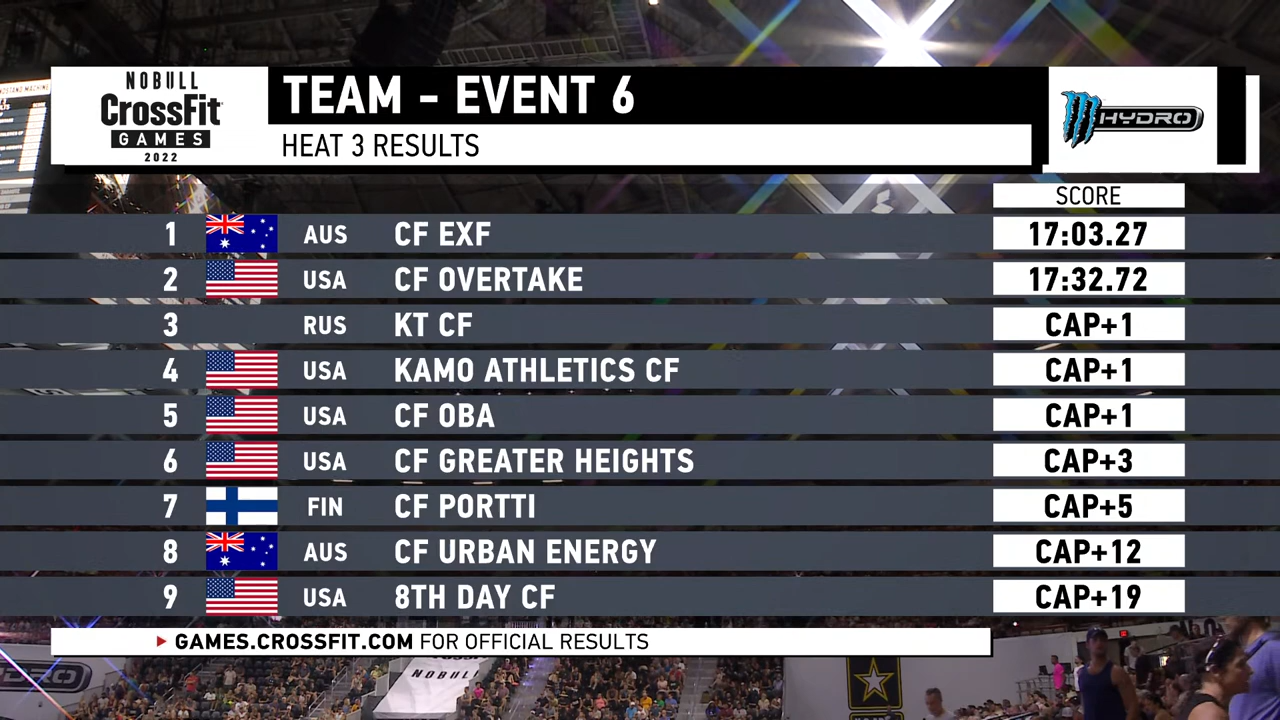 NOBULL
CrossFit
GAMES
2022
TEAM - EVENT 6
HEAT 3 RESULTS
HYDRO
SCORE
1 AUS CF EXF 17:03.27
2 USA CF OVERTAKE 17:32.72
3 RUS KT CF CAP+1
4 USA KAMO ATHLETICS CF CAP+1
5 USA CF OBA CAP+1
6 USA CF GREATER HEIGHTS CAP+3
7 FIN CF PORTTI CAP+5
8 AUS CF URBAN ENERGY CAP+12
9 USA 8TH DAY CF CAP+19
GAMES.CROSSFIT.COM FOR OFFICIAL RESULTS
NOBULL